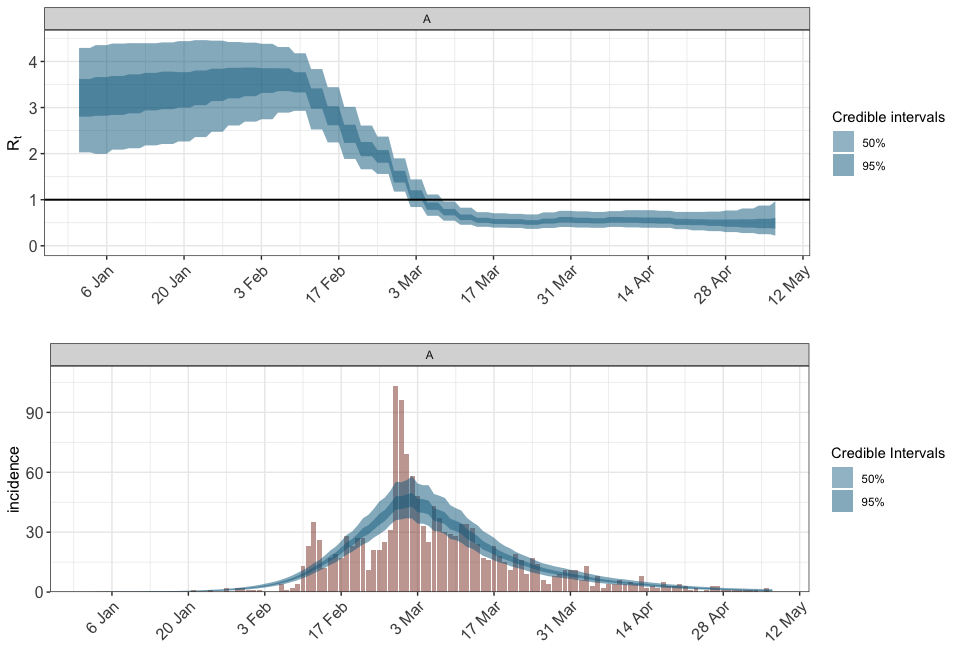 A
R_t
4
3
2
1
0
6 Jan
20 Jan
3 Feb
17 Feb
3 Mar
17 Mar
31 Mar
14 Apr
28 Apr
12 May
Credible intervals
50%
95%
A
incidence
90
60
30
0
6 Jan
20 Jan
3 Feb
17 Feb
3 Mar
17 Mar
31 Mar
14 Apr
28 Apr
12 May
Credible Intervals
50%
95%